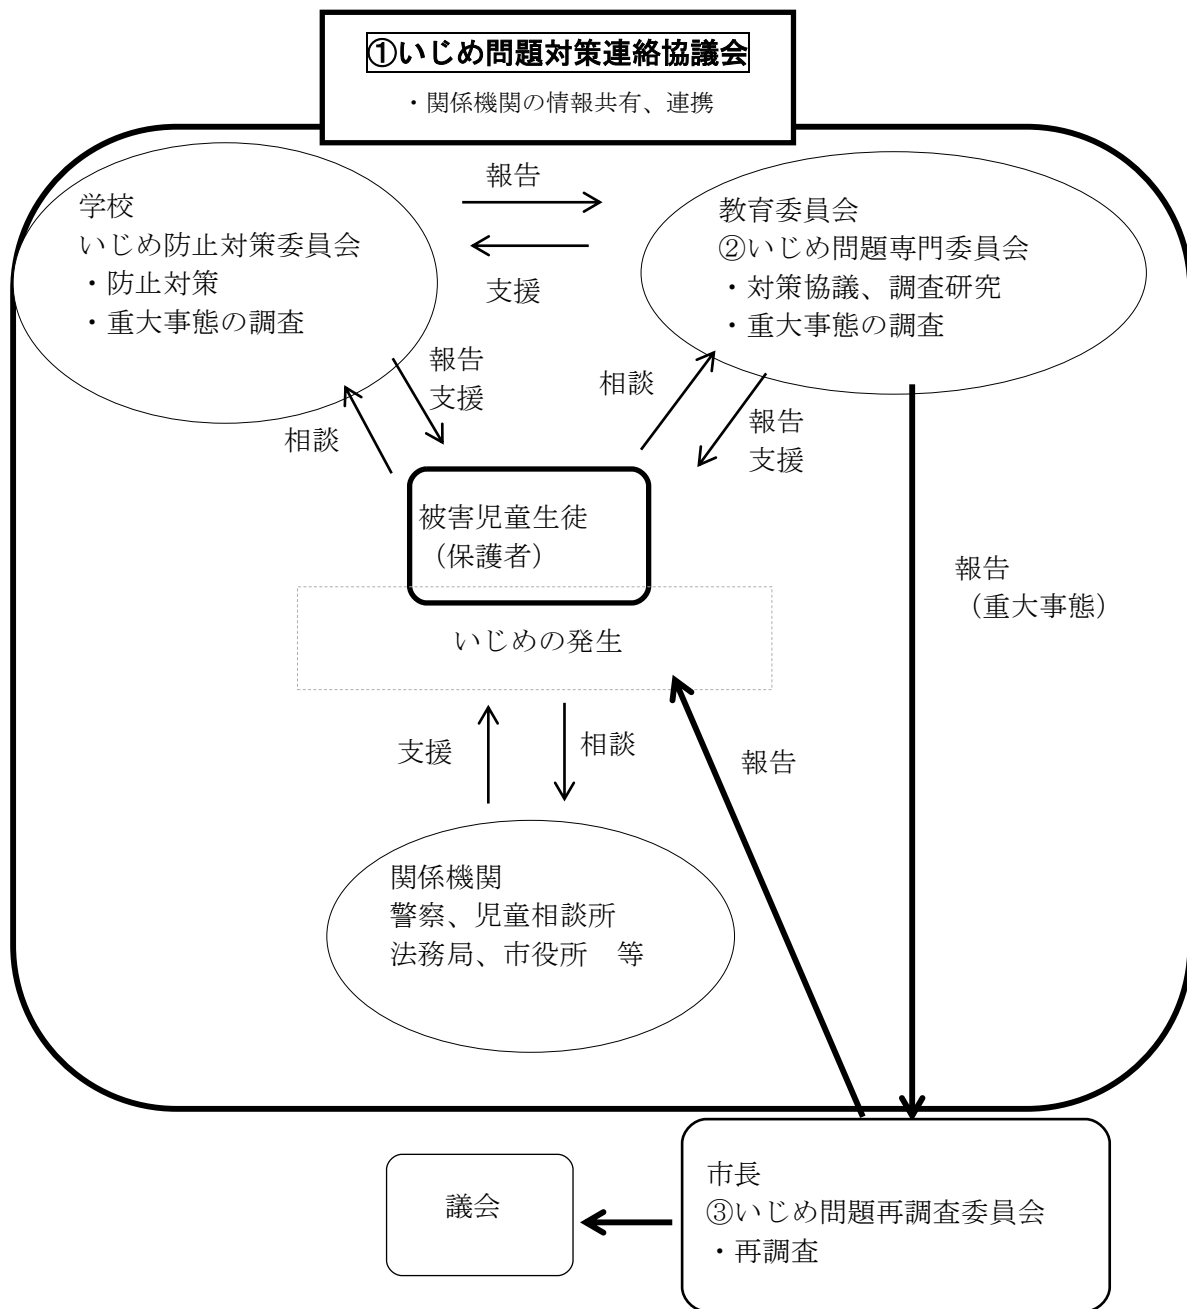 ①いじめ問題対策連絡協議会
・関係機関の情報共有、連携
学校
いじめ防止対策委員会
・防止対策
・重大事態の調査
報告
支援
教育委員会
②いじめ問題専門委員会
・対策協議、調査研究
・重大事態の調査
報告
支援
相談
相談
報告
支援
被害児童生徒
（保護者）
いじめの発生
報告
（重大事態）
支援
相談
報告
関係機関
警察、児童相談所
法務局、市役所　等
議会
市長
③いじめ問題再調査委員会
・再調査